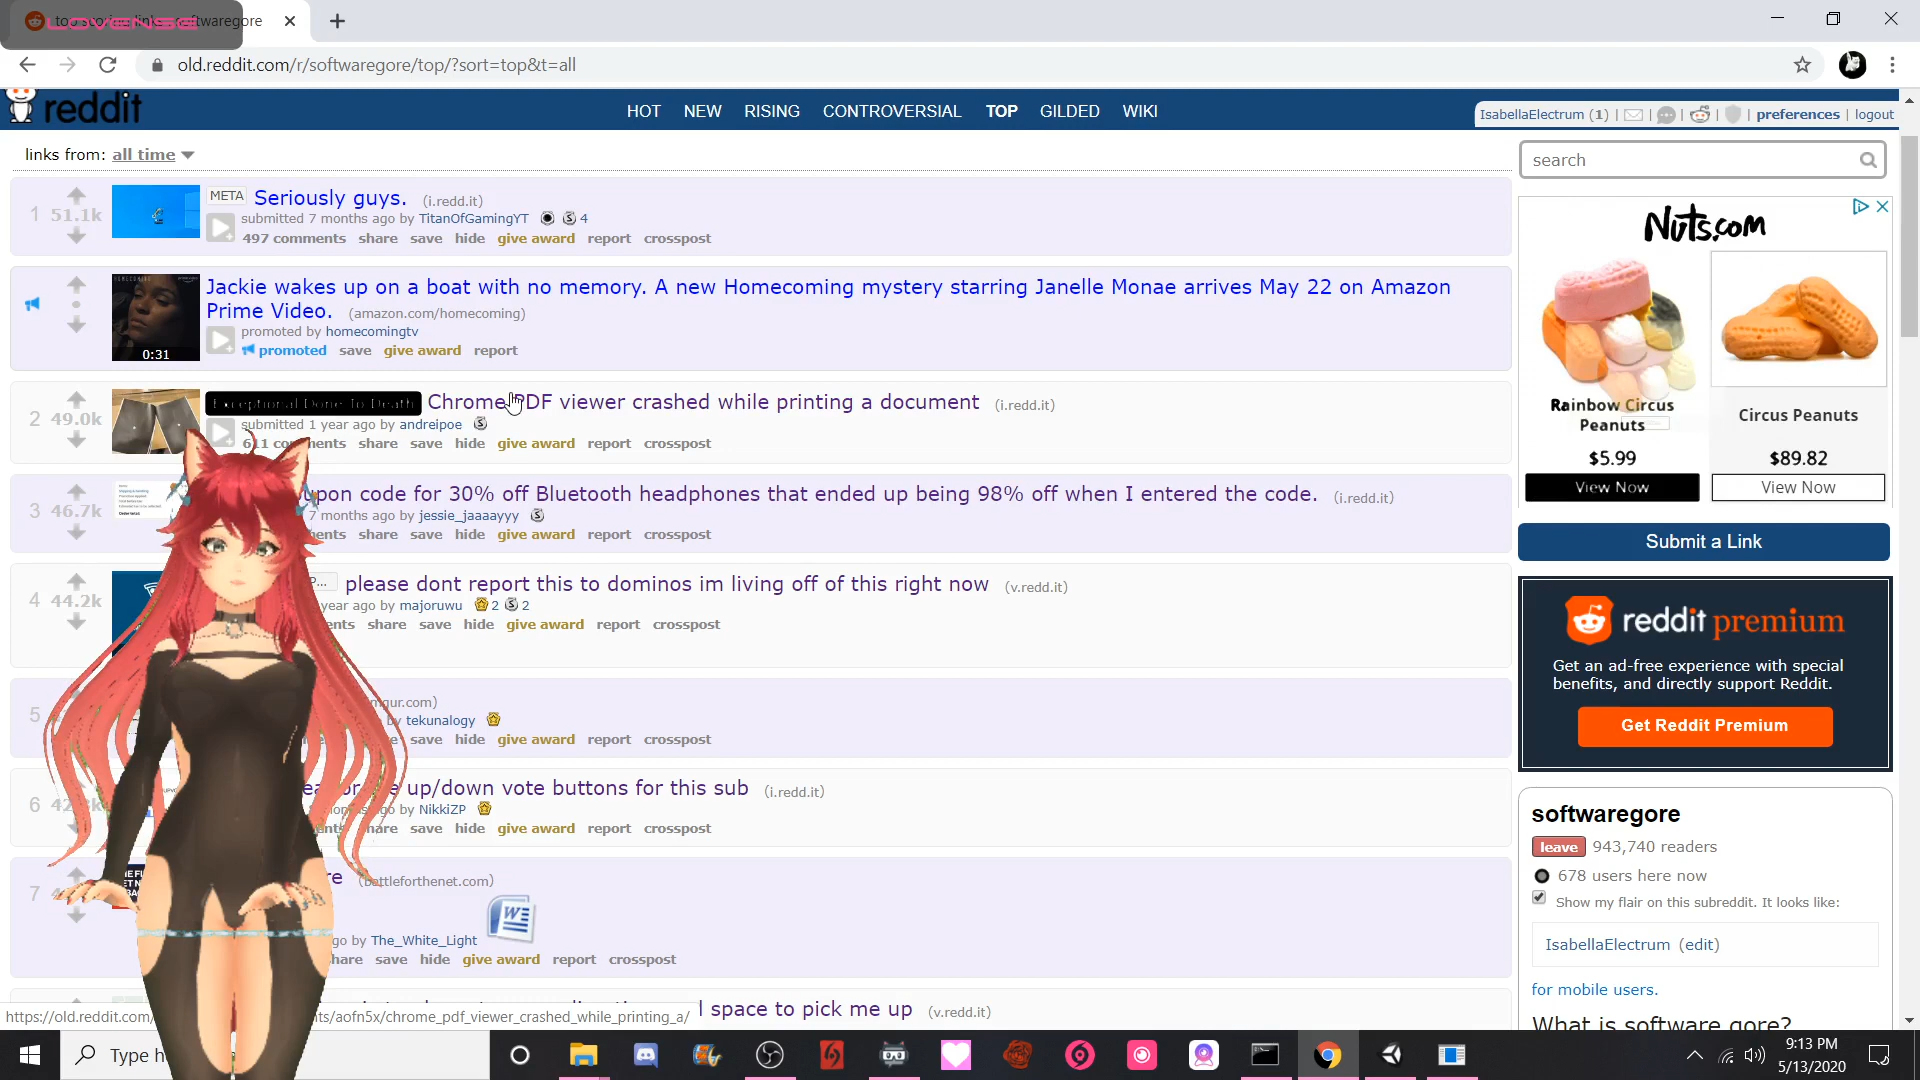 LOVENSE
old.reddit.com/r/softwaregore/top/?sort=top&t=all
reddit
HOT NEW RISING CONTROVERSIAL TOP GILDED WIKI
IsabellaElectrum (1) | | | | | preferences | logout
links from: all time
search
1 51.1k
META Seriously guys. (i.redd.it)
submitted 7 months ago by TitanOfGamingYT 4
497 comments share save hide give award report crosspost
Jackie wakes up on a boat with no memory. A new Homecoming mystery starring Janelle Monae arrives May 22 on Amazon
Prime Video. (amazon.com/homecoming)
promoted by homecomingtv
0:31
promoted save give award report
2 49.0k
Exceptional Done To Death Chrome PDF viewer crashed while printing a document (i.redd.it)
submitted 1 year ago by andreipoe
611 comments share save hide give award report crosspost
3 46.7k
upon code for 30% off Bluetooth headphones that ended up being 98% off when I entered the code. (i.redd.it)
7 months ago by jessie_jaaaayyy
share save hide give award report crosspost
4 44.2k
please dont report this to dominos im living off of this right now (v.redd.it)
year ago by majoruwu 2 2
share save hide give award report crosspost
5
by tekunalogy
save hide give award report crosspost
6
up/down vote buttons for this sub (i.redd.it)
ago by NikkiZP
share save hide give award report crosspost
7
(battleforthenet.com)
ago by The_White_Light
share save hide give award report crosspost
space to pick me up (v.redd.it)
Nuts.com
Rainbow Circus
Peanuts
$5.99
View Now
Circus Peanuts
$89.82
View Now
Submit a Link
reddit premium
Get an ad-free experience with special
benefits, and directly support Reddit.
Get Reddit Premium
softwaregore
leave 943,740 readers
678 users here now
Show my flair on this subreddit. It looks like:
IsabellaElectrum (edit)
for mobile users.
What is software gore?
https://old.reddit.com/
ts/aofn5x/chrome_pdf_viewer_crashed_while_printing_a/
Type h
9:13 PM
5/13/2020